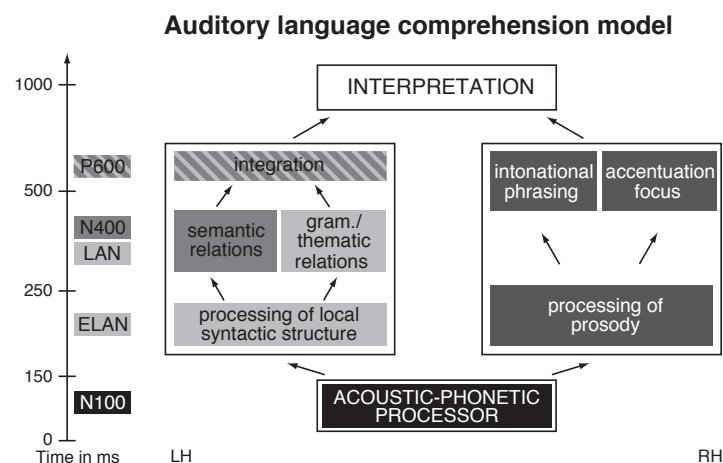 Auditory language comprehension model
1000
INTERPRETATION
P600
integration
intonational
phrasing
accentuation
focus
500
N400
semantic
relations
gram./
thematic
relations
LAN
250
processing of local
syntactic structure
processing of
prosody
ELAN
150
N100
ACOUSTIC-PHONETIC
PROCESSOR
0
Time in ms
LH
RH